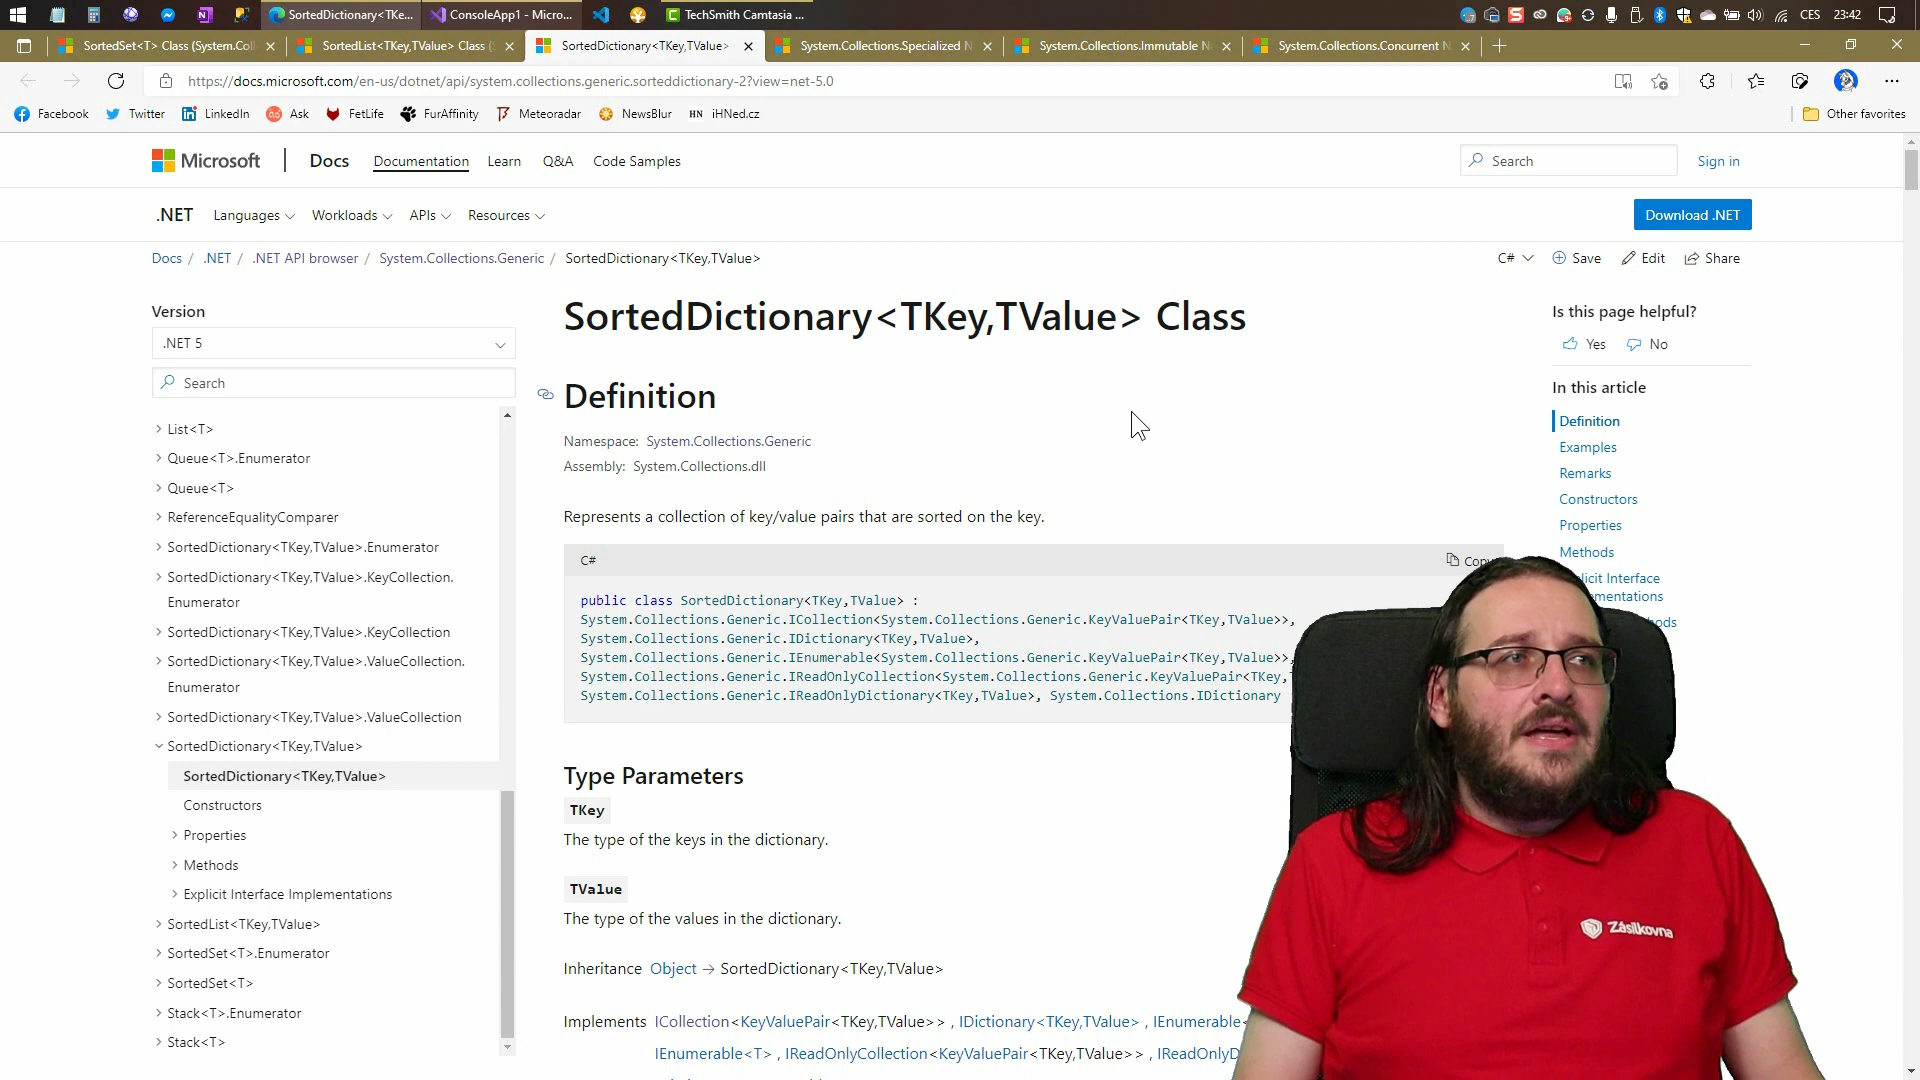 SortedDictionary<TKe...
ConsoleApp1 - Micro...
TechSmith Camtasia ...
CES
23:42
SortedSet<T> Class (System.Col
SortedList<TKey,TValue> Class (
SortedDictionary<TKey,TValue>
System.Collections.Specialized N
System.Collections.Immutable N
System.Collections.Concurrent N
https://docs.microsoft.com/en-us/dotnet/api/system.collections.generic.sorteddictionary-2?view=net-5.0
Facebook
Twitter
LinkedIn
Ask
FetLife
FurAffinity
Meteoradar
NewsBlur
HN iHNed.cz
Other favorites
Microsoft
Docs
Documentation
Learn
Q&A
Code Samples
Search
Sign in
.NET
Languages
Workloads
APIs
Resources
Download .NET
Docs / .NET / .NET API browser / System.Collections.Generic / SortedDictionary<TKey,TValue>
C#
Save
Edit
Share
Version
.NET 5
Search
List<T>
Queue<T>.Enumerator
Queue<T>
ReferenceEqualityComparer
SortedDictionary<TKey,TValue>.Enumerator
SortedDictionary<TKey,TValue>.KeyCollection.
Enumerator
SortedDictionary<TKey,TValue>.KeyCollection
SortedDictionary<TKey,TValue>.ValueCollection.
Enumerator
SortedDictionary<TKey,TValue>.ValueCollection
SortedDictionary<TKey,TValue>
SortedDictionary<TKey,TValue>
Constructors
Properties
Methods
Explicit Interface Implementations
SortedList<TKey,TValue>
SortedSet<T>.Enumerator
SortedSet<T>
Stack<T>.Enumerator
Stack<T>
SortedDictionary<TKey,TValue> Class
Definition
Namespace: System.Collections.Generic
Assembly: System.Collections.dll
Represents a collection of key/value pairs that are sorted on the key.
C#
Copy
public class SortedDictionary<TKey,TValue> :
System.Collections.Generic.ICollection<System.Collections.Generic.KeyValuePair<TKey,TValue>>,
System.Collections.Generic.IDictionary<TKey,TValue>,
System.Collections.Generic.IEnumerable<System.Collections.Generic.KeyValuePair<TKey,TValue>>,
System.Collections.Generic.IReadOnlyCollection<System.Collections.Generic.KeyValuePair<TKey,
System.Collections.Generic.IReadOnlyDictionary<TKey,TValue>, System.Collections.IDictionary
Type Parameters
TKey
The type of the keys in the dictionary.
TValue
The type of the values in the dictionary.
Inheritance Object → SortedDictionary<TKey,TValue>
Implements ICollection<KeyValuePair<TKey,TValue>> , IDictionary<TKey,TValue> , IEnumerable<
IEnumerable<T> , IReadOnlyCollection<KeyValuePair<TKey,TValue>> , IReadOnlyD
Is this page helpful?
Yes
No
In this article
Definition
Examples
Remarks
Constructors
Properties
Methods
licit Interface
ementations
hods
Zásilkovna